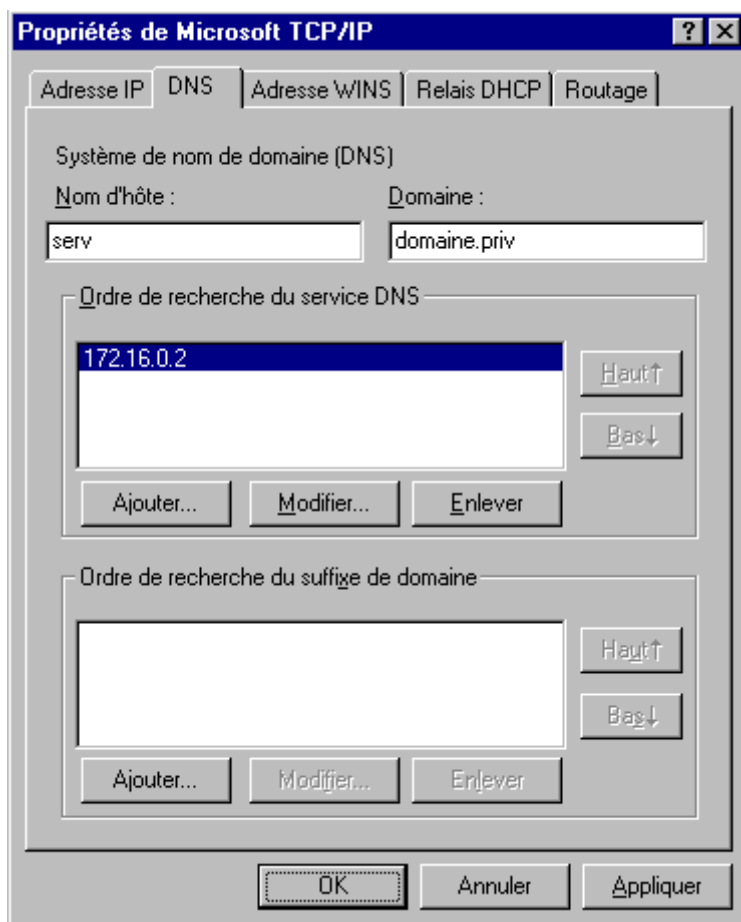 Propriétés de Microsoft TCP/IP
Adresse IP DNS Adresse WINS Relais DHCP Routage
Système de nom de domaine (DNS)
Nom d'hôte : Domaine :
serv domaine.priv
Ordre de recherche du service DNS
172.16.0.2
Haut↑
Bas↓
Ajouter... Modifier... Enlever
Ordre de recherche du suffixe de domaine
Haut↑
Bas↓
Ajouter... Modifier... Enlever
OK Annuler Appliquer